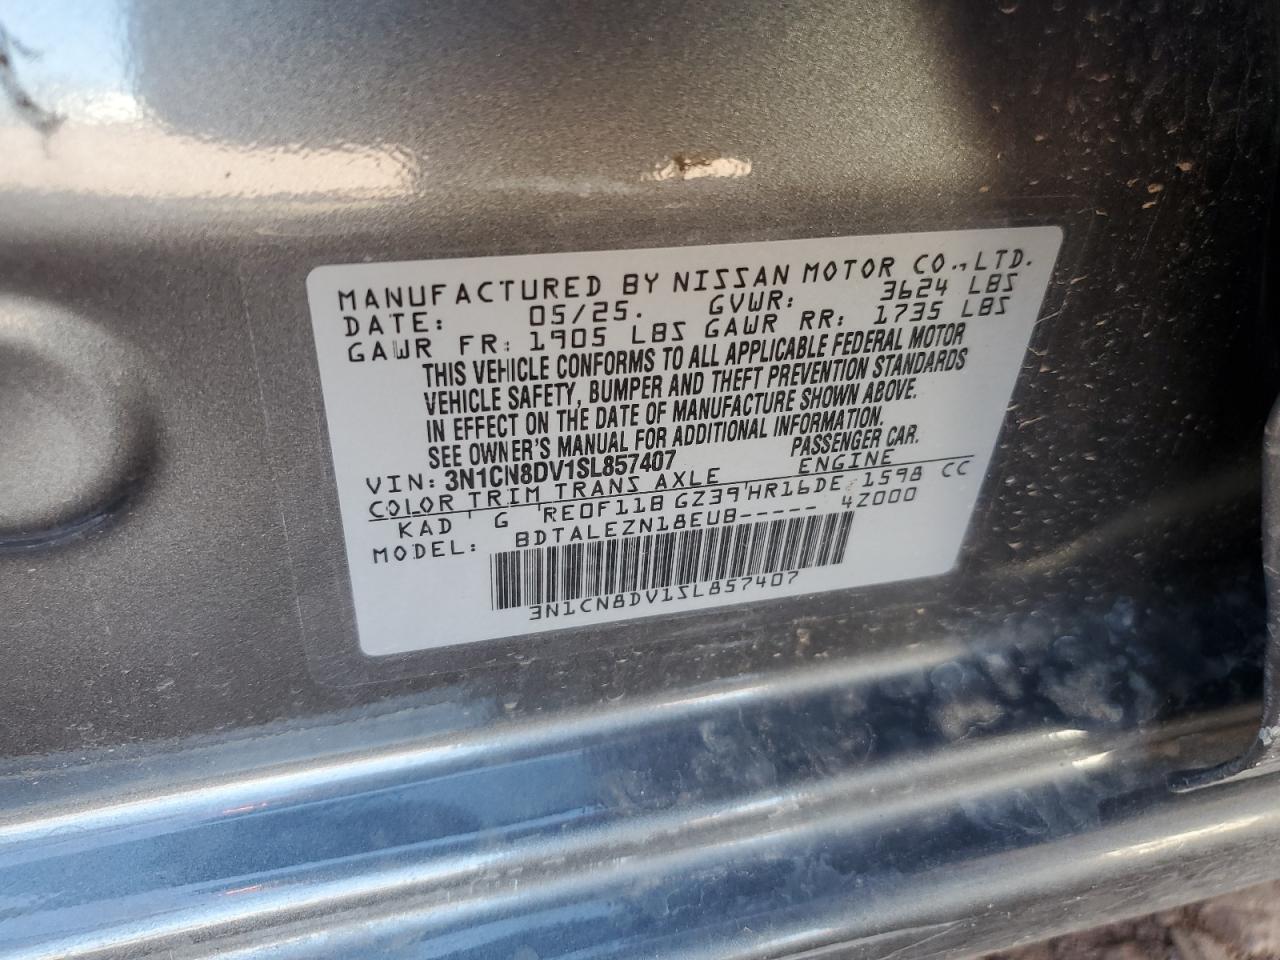 MANUFACTURED BY NISSAN MOTOR CO.,LTD.
DATE: 05/25. GVWR: 3624 LBS
GAWR FR: 1905 LBS GAWR RR: 1735 LBS
THIS VEHICLE CONFORMS TO ALL APPLICABLE FEDERAL MOTOR
VEHICLE SAFETY, BUMPER AND THEFT PREVENTION STANDARDS
IN EFFECT ON THE DATE OF MANUFACTURE SHOWN ABOVE.
SEE OWNER'S MANUAL FOR ADDITIONAL INFORMATION.
VIN: 3N1CN8DV1SL857407 PASSENGER CAR.
COLOR TRIM TRANS AXLE ENGINE
KAD G RE0F11B GZ39 HR16DE 1598 CC
MODEL: BDTALEZN18EUB----- 4Z000
3N1CN8DV1SL857407